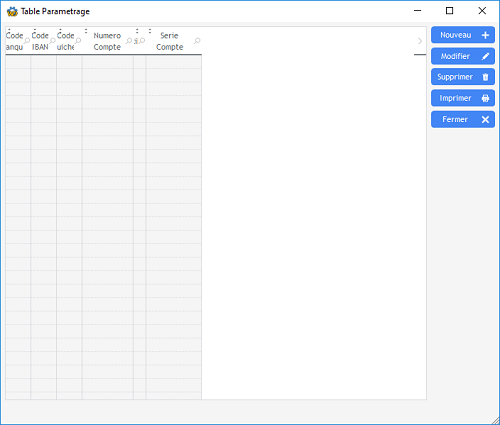 Table Parametrage
Code Code Code Numero Serie
anqu IBAN uiche Compte Compte
Nouveau
Modifier
Supprimer
Imprimer
Fermer